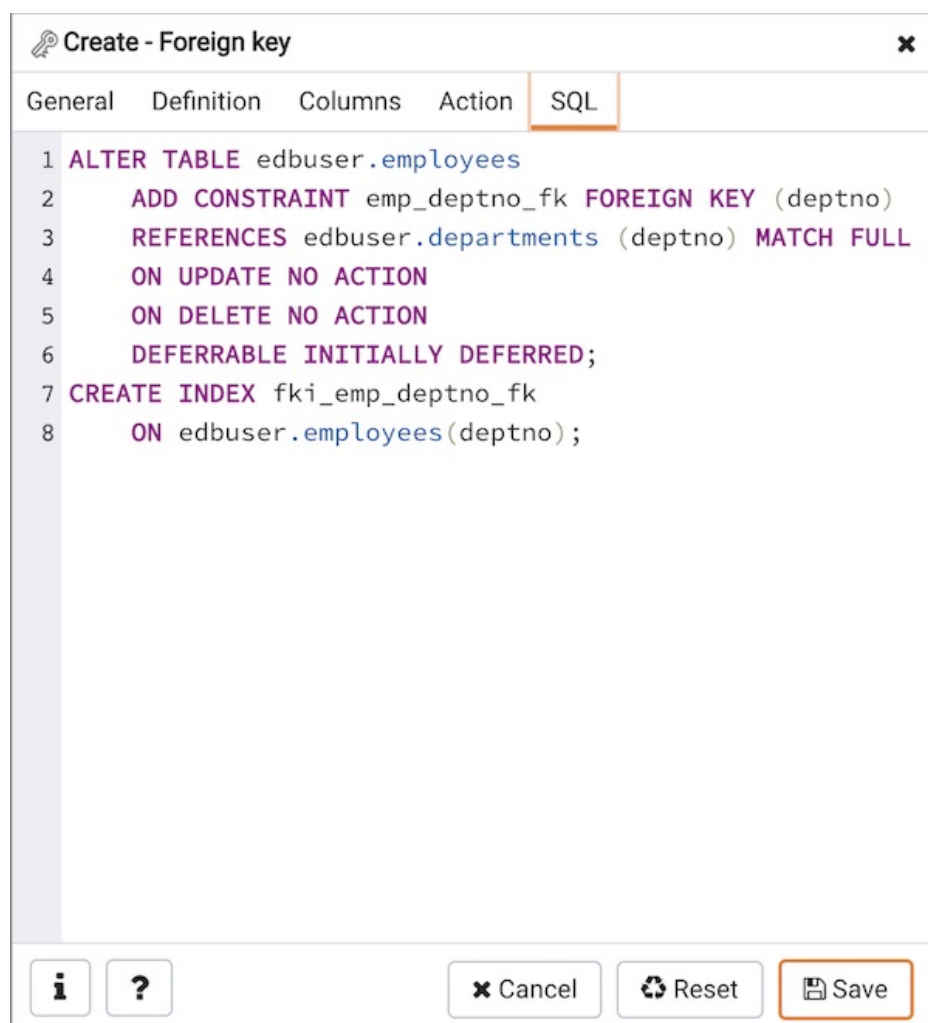 Create - Foreign key
General Definition Columns Action SQL
1 ALTER TABLE edbuser.employees
2 ADD CONSTRAINT emp_deptno_fk FOREIGN KEY (deptno)
3 REFERENCES edbuser.departments (deptno) MATCH FULL
4 ON UPDATE NO ACTION
5 ON DELETE NO ACTION
6 DEFERRABLE INITIALLY DEFERRED;
7 CREATE INDEX fki_emp_deptno_fk
8 ON edbuser.employees(deptno);
i ? Cancel Reset Save